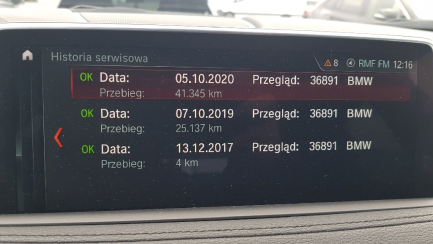 Historia serwisowa 8 RMF FM 12:16
OK Data: 05.10.2020 Przegląd: 36891 BMW
Przebieg: 41.345 km
OK Data: 07.10.2019 Przegląd: 36891 BMW
Przebieg: 25.137 km
OK Data: 13.12.2017 Przegląd: 36891 BMW
Przebieg: 4 km